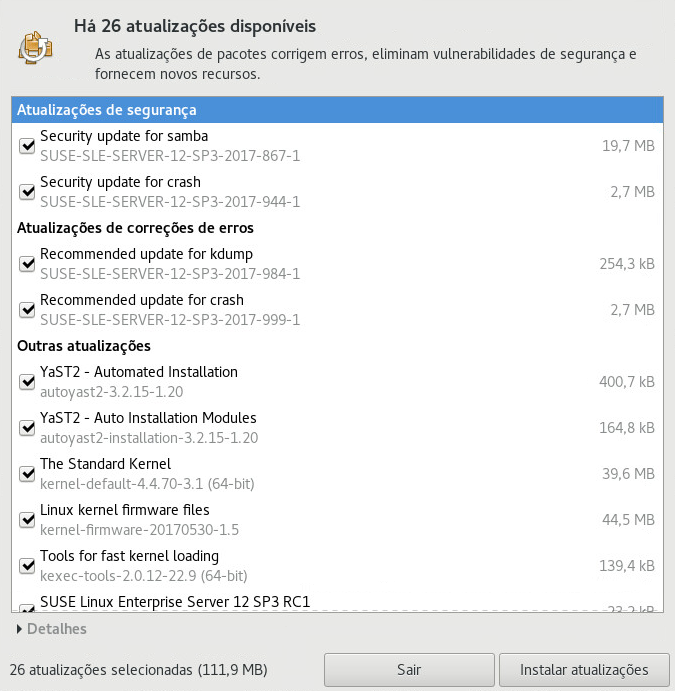 Há 26 atualizações disponíveis
As atualizações de pacotes corrigem erros, eliminam vulnerabilidades de segurança e
fornecem novos recursos.
Atualizações de segurança
Security update for samba
SUSE-SLE-SERVER-12-SP3-2017-867-1
19,7 MB
Security update for crash
SUSE-SLE-SERVER-12-SP3-2017-944-1
2,7 MB
Atualizações de correções de erros
Recommended update for kdump
SUSE-SLE-SERVER-12-SP3-2017-984-1
254,3 kB
Recommended update for crash
SUSE-SLE-SERVER-12-SP3-2017-999-1
2,7 MB
Outras atualizações
YaST2 - Automated Installation
autoyast2-3.2.15-1.20
400,7 kB
YaST2 - Auto Installation Modules
autoyast2-installation-3.2.15-1.20
164,8 kB
The Standard Kernel
kernel-default-4.4.70-3.1 (64-bit)
39,6 MB
Linux kernel firmware files
kernel-firmware-20170530-1.5
44,5 MB
Tools for fast kernel loading
kexec-tools-2.0.12-22.9 (64-bit)
139,4 kB
SUSE Linux Enterprise Server 12 SP3 RC1
Detalhes
26 atualizações selecionadas (111,9 MB)
Sair
Instalar atualizações